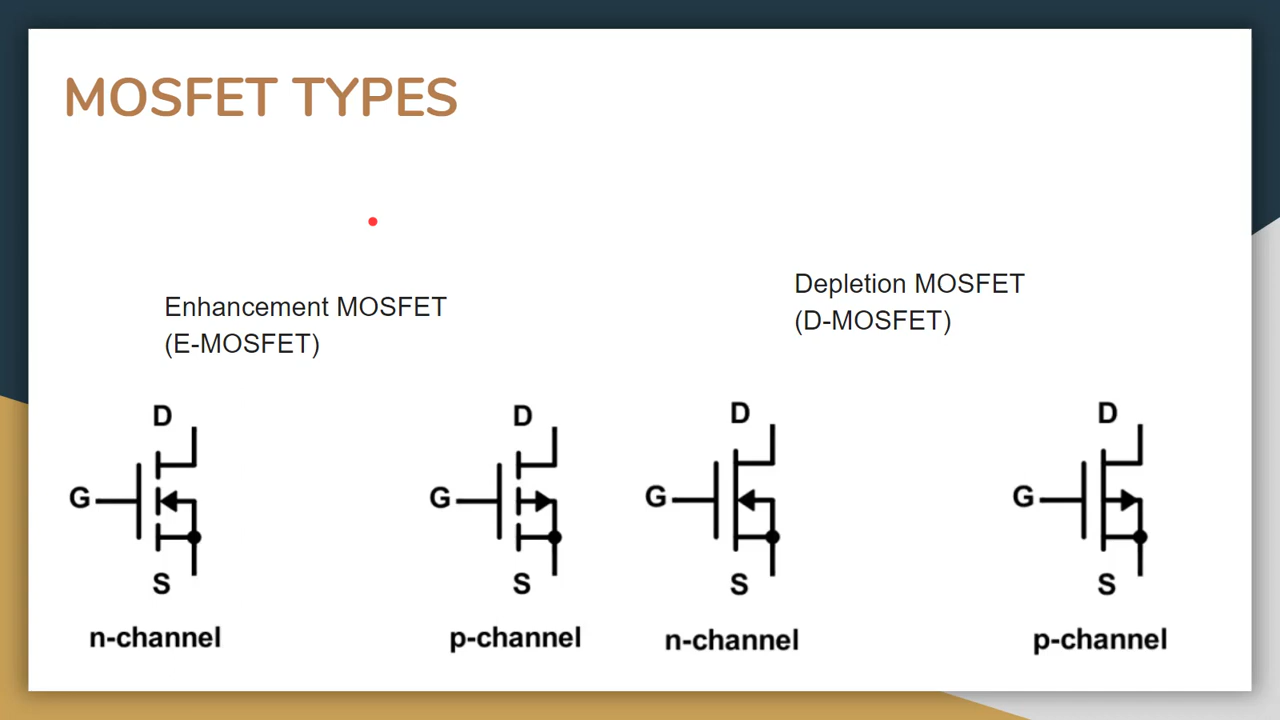 MOSFET TYPES
Enhancement MOSFET
(E-MOSFET)
Depletion MOSFET
(D-MOSFET)
D
G
S
n-channel
D
G
S
p-channel
D
G
S
n-channel
D
G
S
p-channel